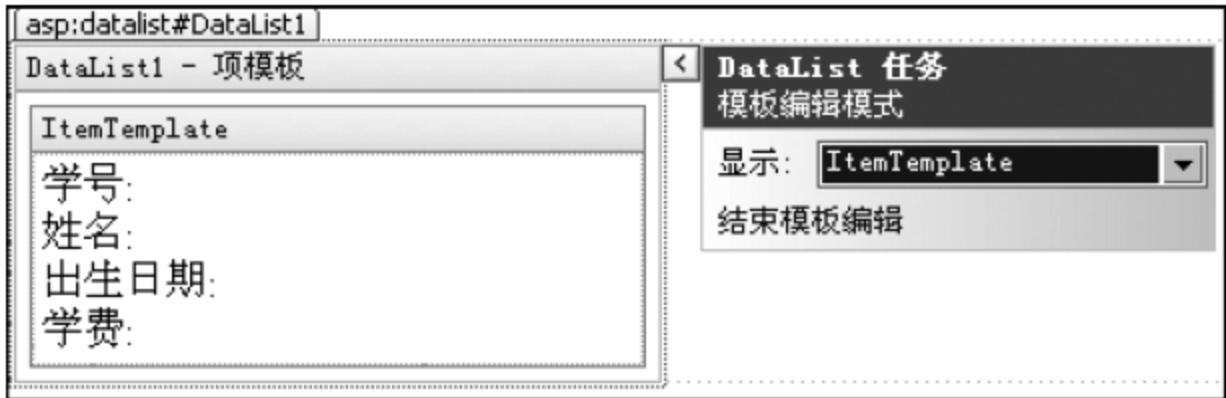 asp:datalist#DataList1
DataList1 - 项模板
ItemTemplate
学号:
姓名:
出生日期:
学费:
DataList 任务
模板编辑模式
显示: ItemTemplate
结束模板编辑